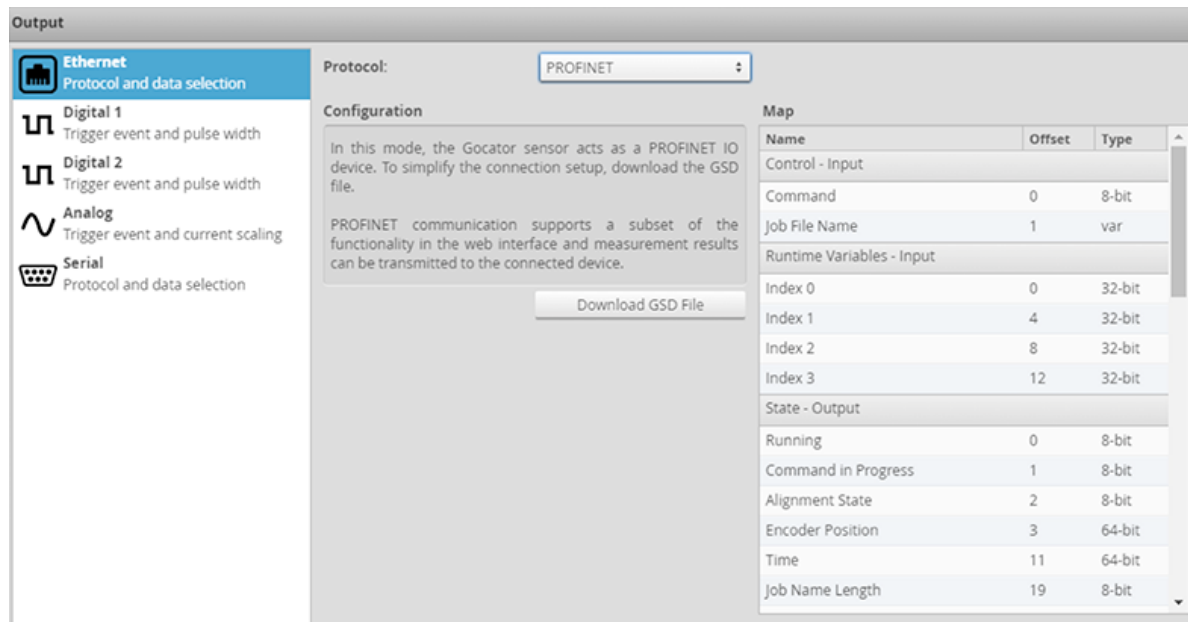 Output
Ethernet
Protocol and data selection
Digital 1
Trigger event and pulse width
Digital 2
Trigger event and pulse width
Analog
Trigger event and current scaling
Serial
Protocol and data selection
Protocol: PROFINET
Configuration
In this mode, the Gocator sensor acts as a PROFINET IO
device. To simplify the connection setup, download the GSD
file.
PROFINET communication supports a subset of the
functionality in the web interface and measurement results
can be transmitted to the connected device.
Download GSD File
Map
Name Offset Type
Control - Input
Command 0 8-bit
Job File Name 1 var
Runtime Variables - Input
Index 0 0 32-bit
Index 1 4 32-bit
Index 2 8 32-bit
Index 3 12 32-bit
State - Output
Running 0 8-bit
Command in Progress 1 8-bit
Alignment State 2 8-bit
Encoder Position 3 64-bit
Time 11 64-bit
Job Name Length 19 8-bit